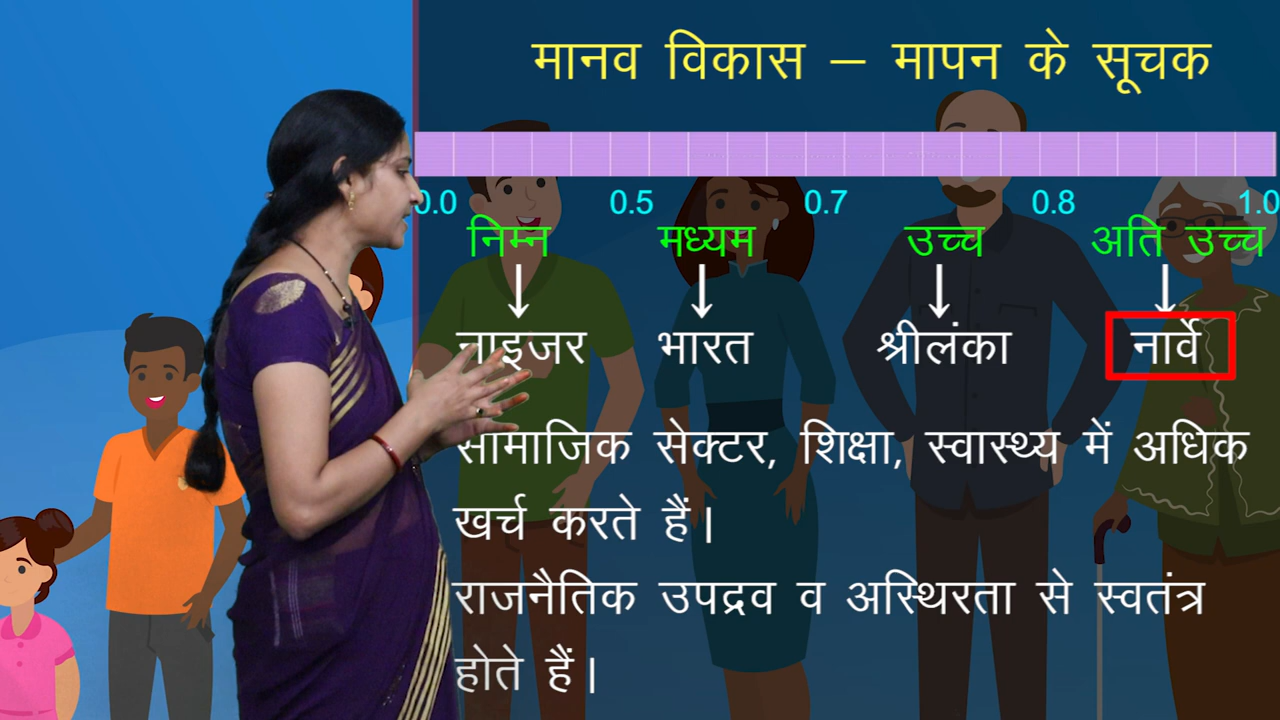 मानव विकास – मापन के सूचक
0.0 0.5 0.7 0.8 1.0
निम्न मध्यम उच्च अति उच्च
नाइजर भारत श्रीलंका नार्वे
सामाजिक सेक्टर, शिक्षा, स्वास्थ्य में अधिक
खर्च करते हैं।
राजनैतिक उपद्रव व अस्थिरता से स्वतंत्र
होते हैं।